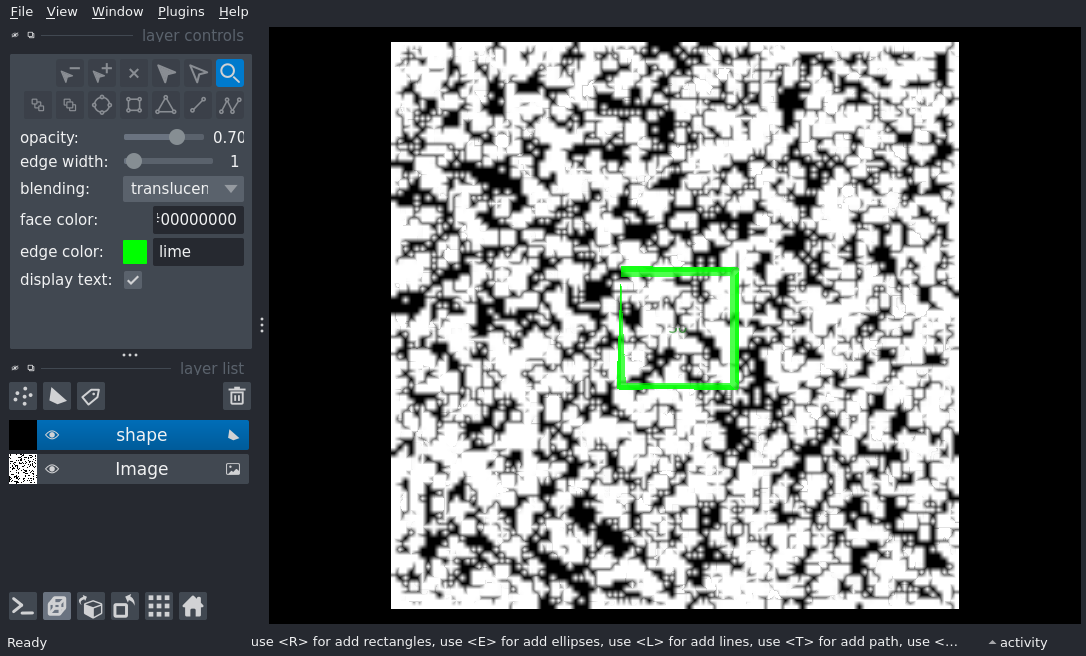 File View Window Plugins Help
layer controls
opacity: 0.70
edge width: 1
blending: translucen
face color: 00000000
edge color: lime
display text:
layer list
shape
Image
Ready
use <R> for add rectangles, use <E> for add ellipses, use <L> for add lines, use <T> for add path, use <...
activity